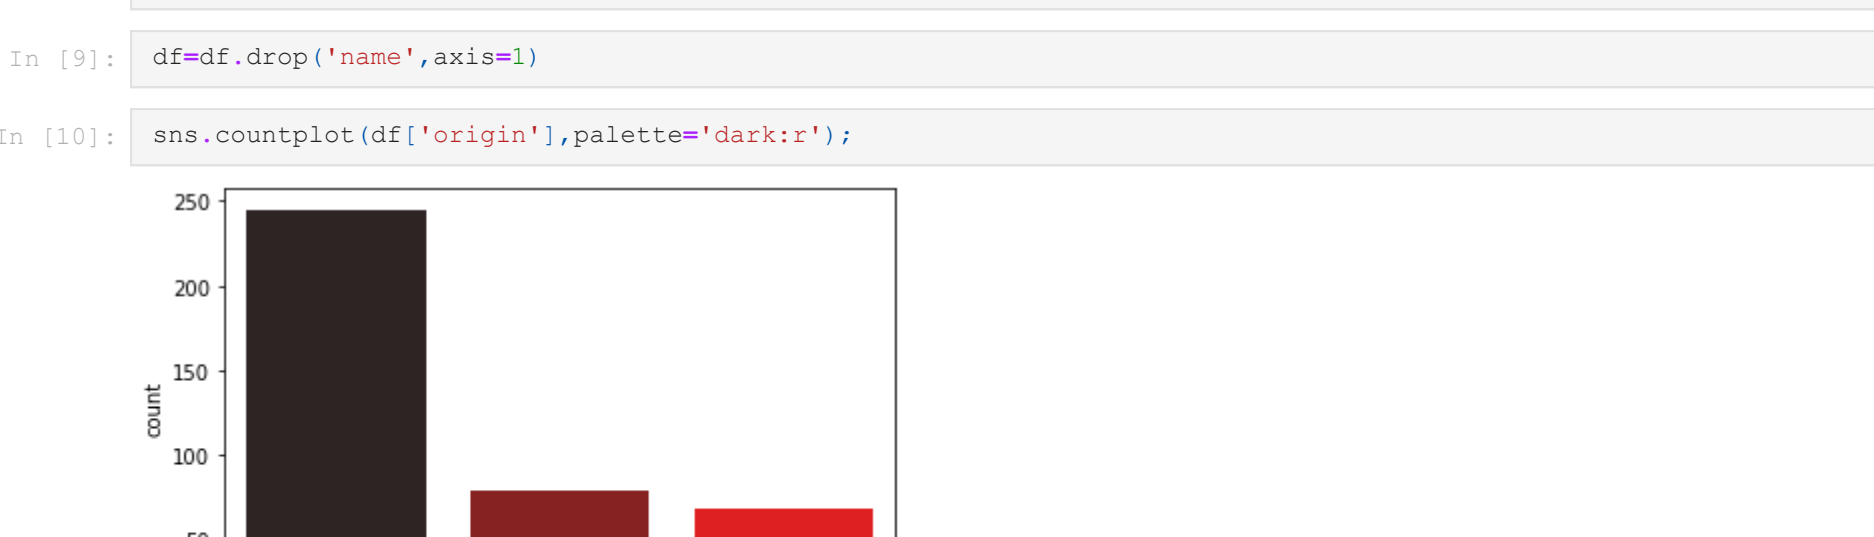 In [9]: df=df.drop('name',axis=1)
In [10]: sns.countplot(df['origin'],palette='dark:r');
250
200
150
count
100
50